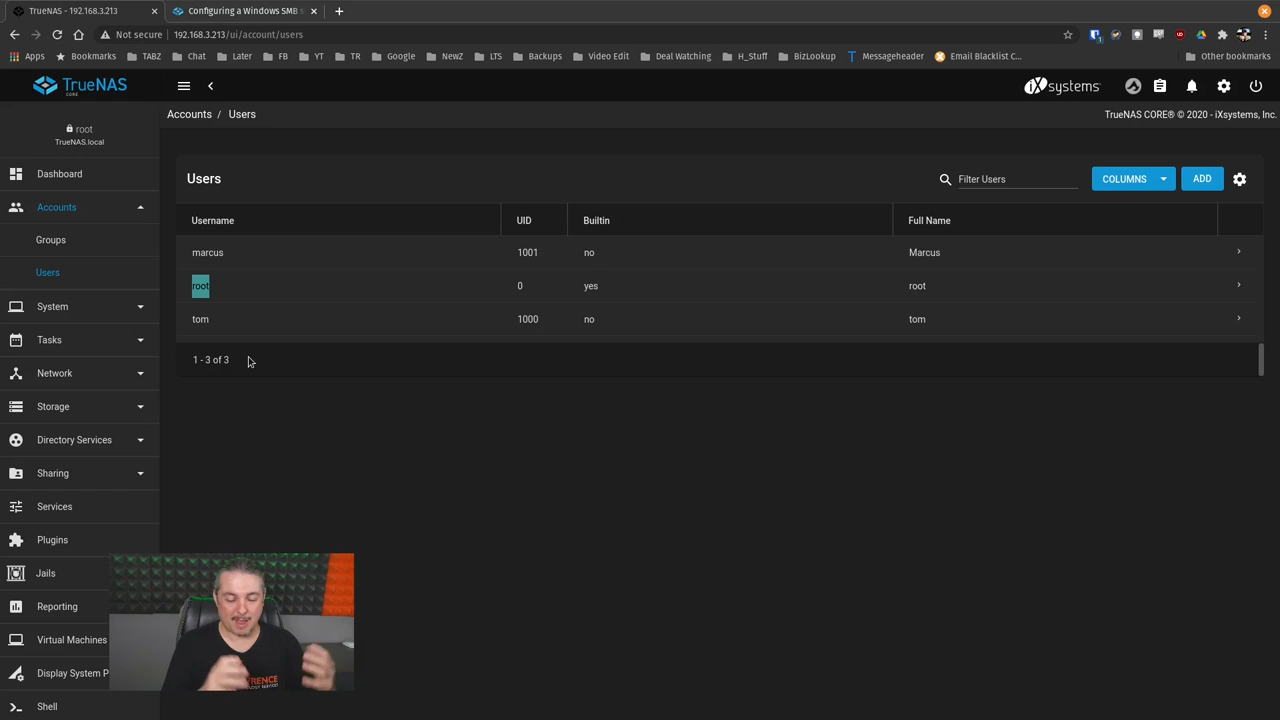 TrueNAS - 192.168.3.213
Configuring a Windows SMB s
Not secure
192.168.3.213/ui/account/users
Apps
Bookmarks
TABZ
Chat
Later
FB
YT
TR
Google
NewZ
LTS
Backups
Video Edit
Deal Watching
H_Stuff
BizLookup
Messageheader
Email Blacklist C...
Other bookmarks
TrueNAS
CORE
iXsystems
root
TrueNAS.local
Accounts / Users
TrueNAS CORE® © 2020 - iXsystems, Inc.
Dashboard
Accounts
Groups
Users
System
Tasks
Network
Storage
Directory Services
Sharing
Services
Plugins
Jails
Reporting
Virtual Machines
Display System P
Shell
Users
Filter Users
COLUMNS
ADD
Username UID Builtin Full Name
marcus 1001 no Marcus
root 0 yes root
tom 1000 no tom
1 - 3 of 3